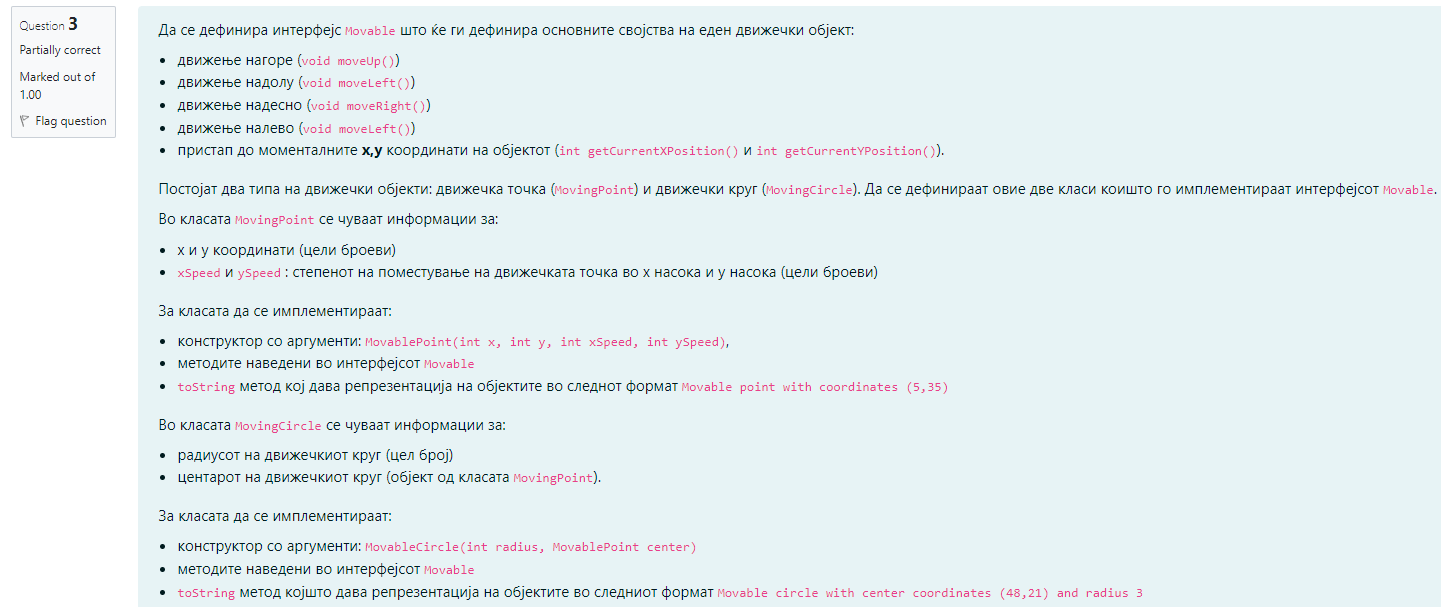 Question 3
Partially correct
Marked out of
1.00
Flag question
Да се дефинира интерфејс Movable што ќе ги дефинира основните својства на еден движечки објект:
движење нагоре (void moveUp())
движење надолу (void moveLeft())
движење надесно (void moveRight())
движење налево (void moveLeft())
пристап до моменталните x,y координати на објектот (int getCurrentXPosition() и int getCurrentYPosition()).
Постојат два типа на движечки објекти: движечка точка (MovingPoint) и движечки круг (MovingCircle). Да се дефинираат овие две класи коишто го имплементираат интерфејсот Movable.
Во класата MovingPoint се чуваат информации за:
x и y координати (цели броеви)
xSpeed и ySpeed : степенот на поместување на движечката точка во x насока и y насока (цели броеви)
За класата да се имплементираат:
конструктор со аргументи: MovablePoint(int x, int y, int xSpeed, int ySpeed),
методите наведени во интерфејсот Movable
toString метод кој дава репрезентација на објектите во следнот формат Movable point with coordinates (5,35)
Во класата MovingCircle се чуваат информации за:
радиусот на движечкиот круг (цел број)
центарот на движечкиот круг (објект од класата MovingPoint).
За класата да се имплементираат:
конструктор со аргументи: MovableCircle(int radius, MovablePoint center)
методите наведени во интерфејсот Movable
toString метод којшто дава репрезентација на објектите во следниот формат Movable circle with center coordinates (48,21) and radius 3